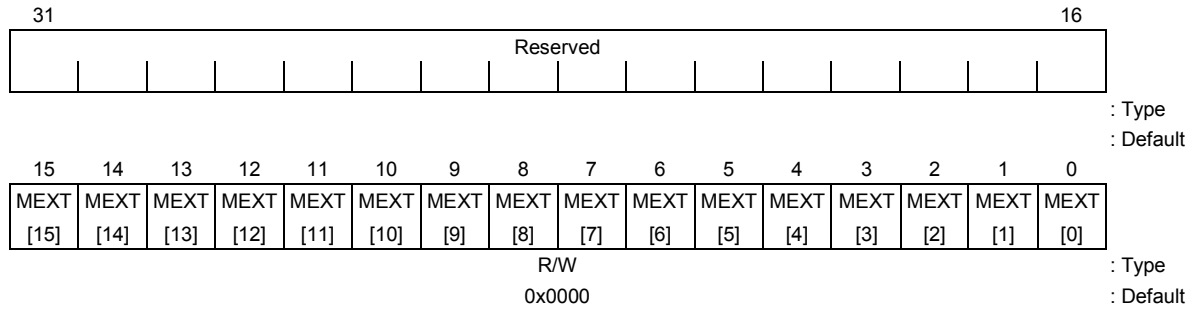 31 16
Reserved
: Type
: Default
15 14 13 12 11 10 9 8 7 6 5 4 3 2 1 0
MEXT MEXT MEXT MEXT MEXT MEXT MEXT MEXT MEXT MEXT MEXT MEXT MEXT MEXT MEXT MEXT
[15] [14] [13] [12] [11] [10] [9] [8] [7] [6] [5] [4] [3] [2] [1] [0]
R/W : Type
0x0000 : Default